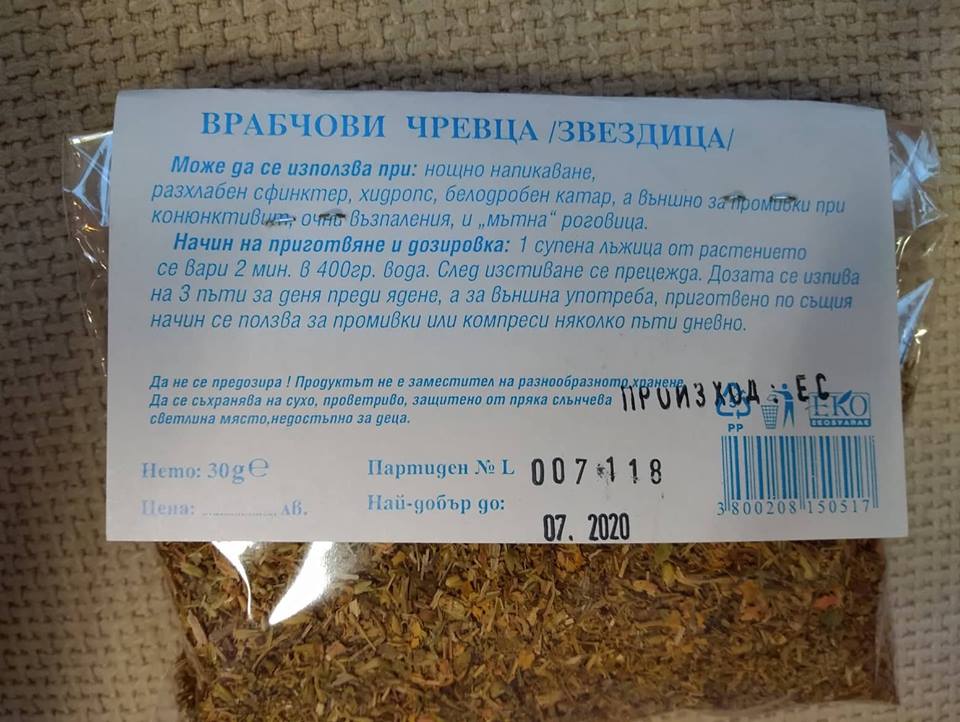 ВРАБЧОВИ ЧРЕВЦА /ЗВЕЗДИЦА/
Може да се използва при: нощно напикаване,
разхлабен сфинктер, хидропс, белодробен катар, а външно за промивки при
конюнктивит, очни възпаления, и „мътна“ роговица.
Начин на приготвяне и дозировка: 1 супена лъжица от растението
се вари 2 мин. в 400гр. вода. След изстиване се прецежда. Дозата се изпива
на 3 пъти за деня преди ядене, а за външна употреба, приготвено по същия
начин се ползва за промивки или компреси няколко пъти дневно.
Да не се предозира ! Продуктът не е заместител на разнообразното хранене.
Да се съхранява на сухо, проветриво, защитено от пряка слънчева
светлина място,недостъпно за деца.
ПРОИЗХОД: ЕС
PP
ЕКО
ЕКОБУЛПАК
Нето: 30g℮
Партиден № L 007118
Цена: ............ лв.
Най-добър до: 07. 2020
3800208150517